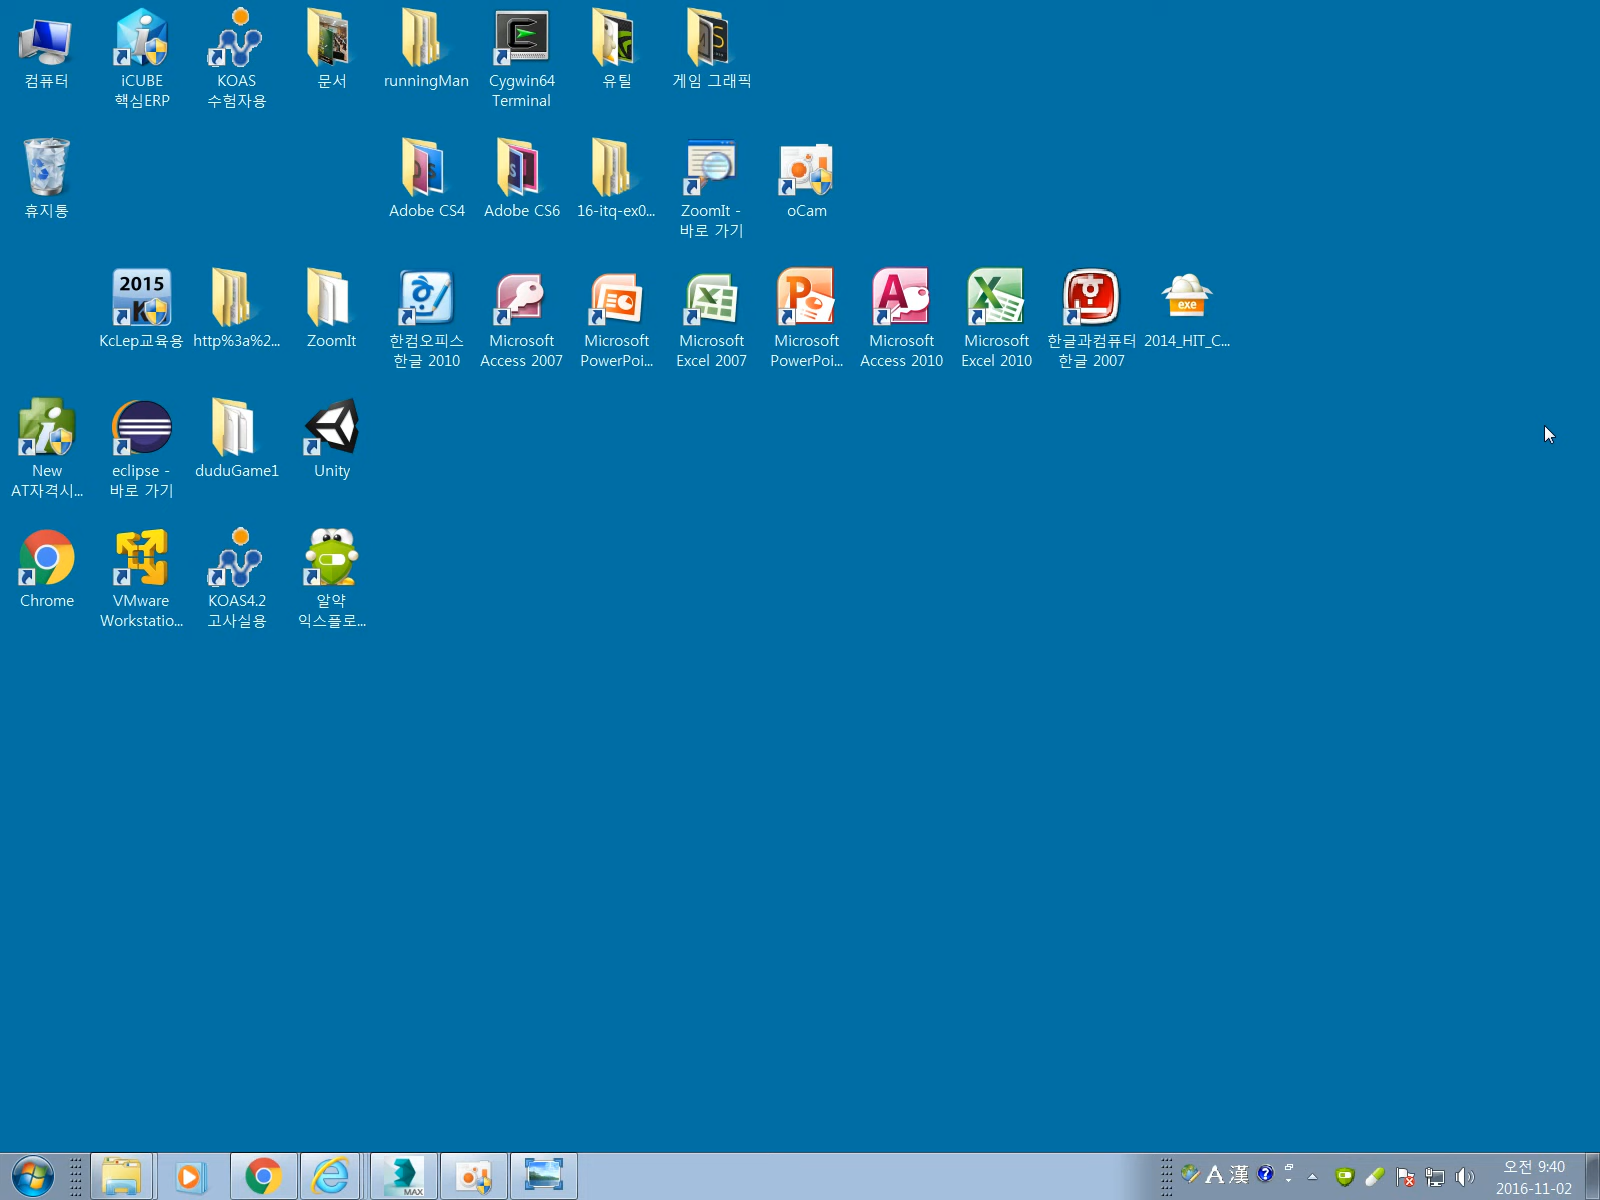 컴퓨터
iCUBE
핵심ERP
KOAS
수험자용
문서
runningMan
Cygwin64
Terminal
유틸
게임 그래픽
휴지통
Adobe CS4
Adobe CS6
16-itq-ex0...
ZoomIt -
바로 가기
oCam
2015
KcLep교육용
http%3a%2...
ZoomIt
한컴오피스
한글 2010
Microsoft
Access 2007
Microsoft
PowerPoi...
Microsoft
Excel 2007
Microsoft
PowerPoi...
Microsoft
Access 2010
Microsoft
Excel 2010
한글과컴퓨터
한글 2007
exe
2014_HIT_C...
New
AT자격시...
eclipse -
바로 가기
duduGame1
Unity
Chrome
VMware
Workstatio...
KOAS4.2
고사실용
알약
익스플로...
MAX
A 漢
오전 9:40
2016-11-02